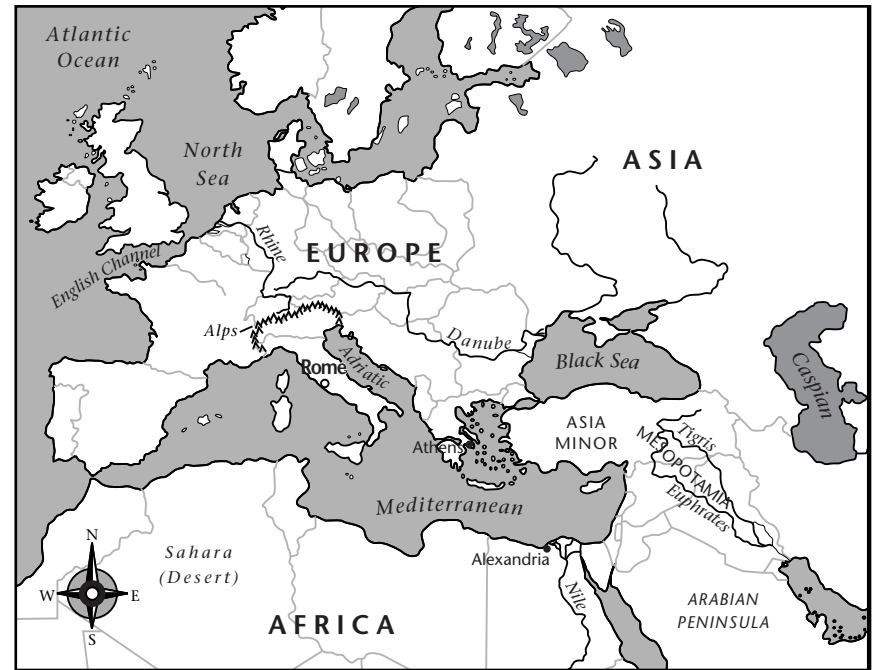 Atlantic
Ocean
North
Sea
ASIA
Rhine
EUROPE
English Channel
Alps
Danube
Rome
Adriatic
Black Sea
Caspian
ASIA
MINOR
Tigris
MESOPOTAMIA
Athens
Euphrates
Mediterranean
Sahara
(Desert)
Alexandria
Nile
ARABIAN
PENINSULA
AFRICA
N
W
E
S